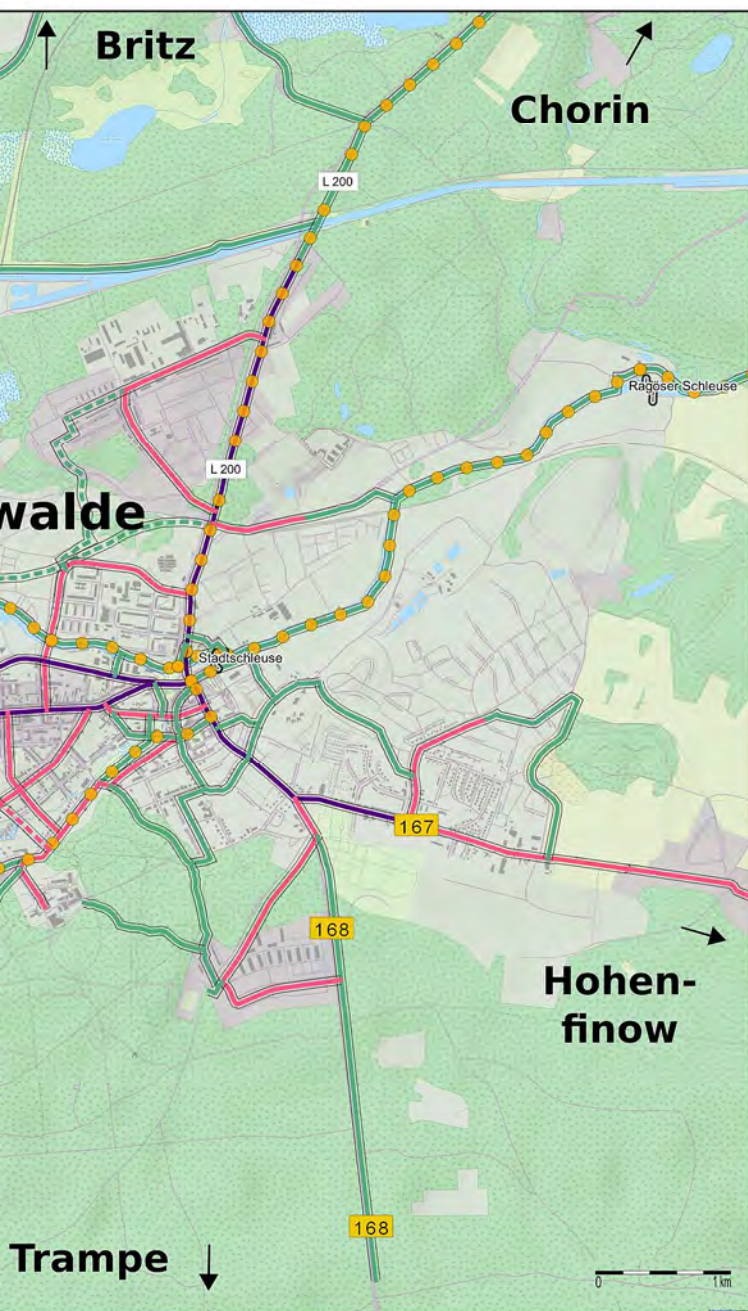 Britz
Chorin
L 200
Ragöser Schleuse
L 200
walde
Stadtschleuse
167
168
Hohen-
finow
168
Trampe
0 1 km